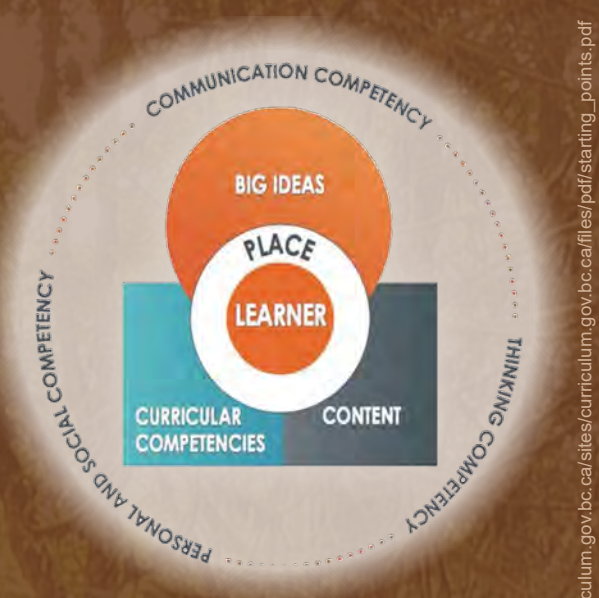 COMMUNICATION COMPETENCY
BIG IDEAS
PLACE
LEARNER
CURRICULAR
COMPETENCIES
CONTENT
THINKING COMPETENCY
PERSONAL AND SOCIAL COMPETENCY
culum.gov.bc.ca/sites/curriculum.gov.bc.ca/files/pdf/starting_points.pdf